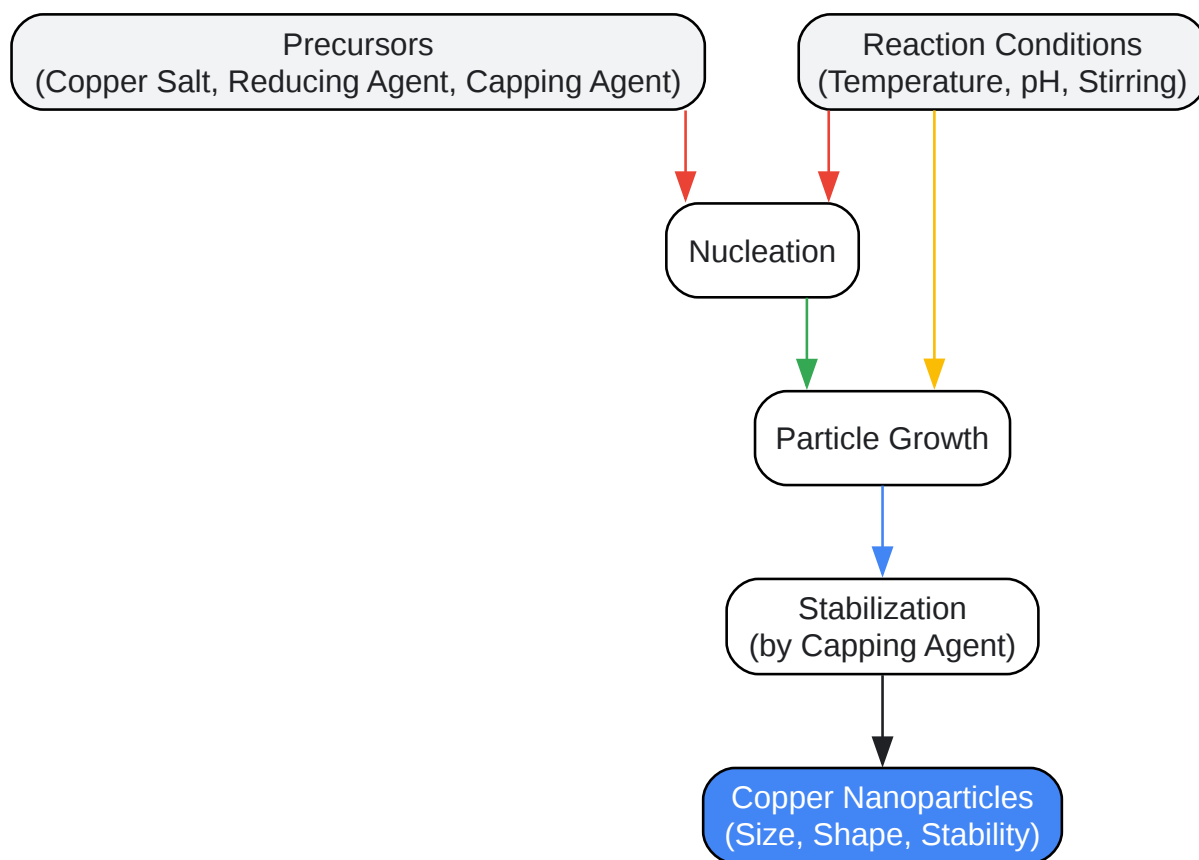 Precursors
(Copper Salt, Reducing Agent, Capping Agent)
Reaction Conditions
(Temperature, pH, Stirring)
Nucleation
Particle Growth
Stabilization
(by Capping Agent)
Copper Nanoparticles
(Size, Shape, Stability)